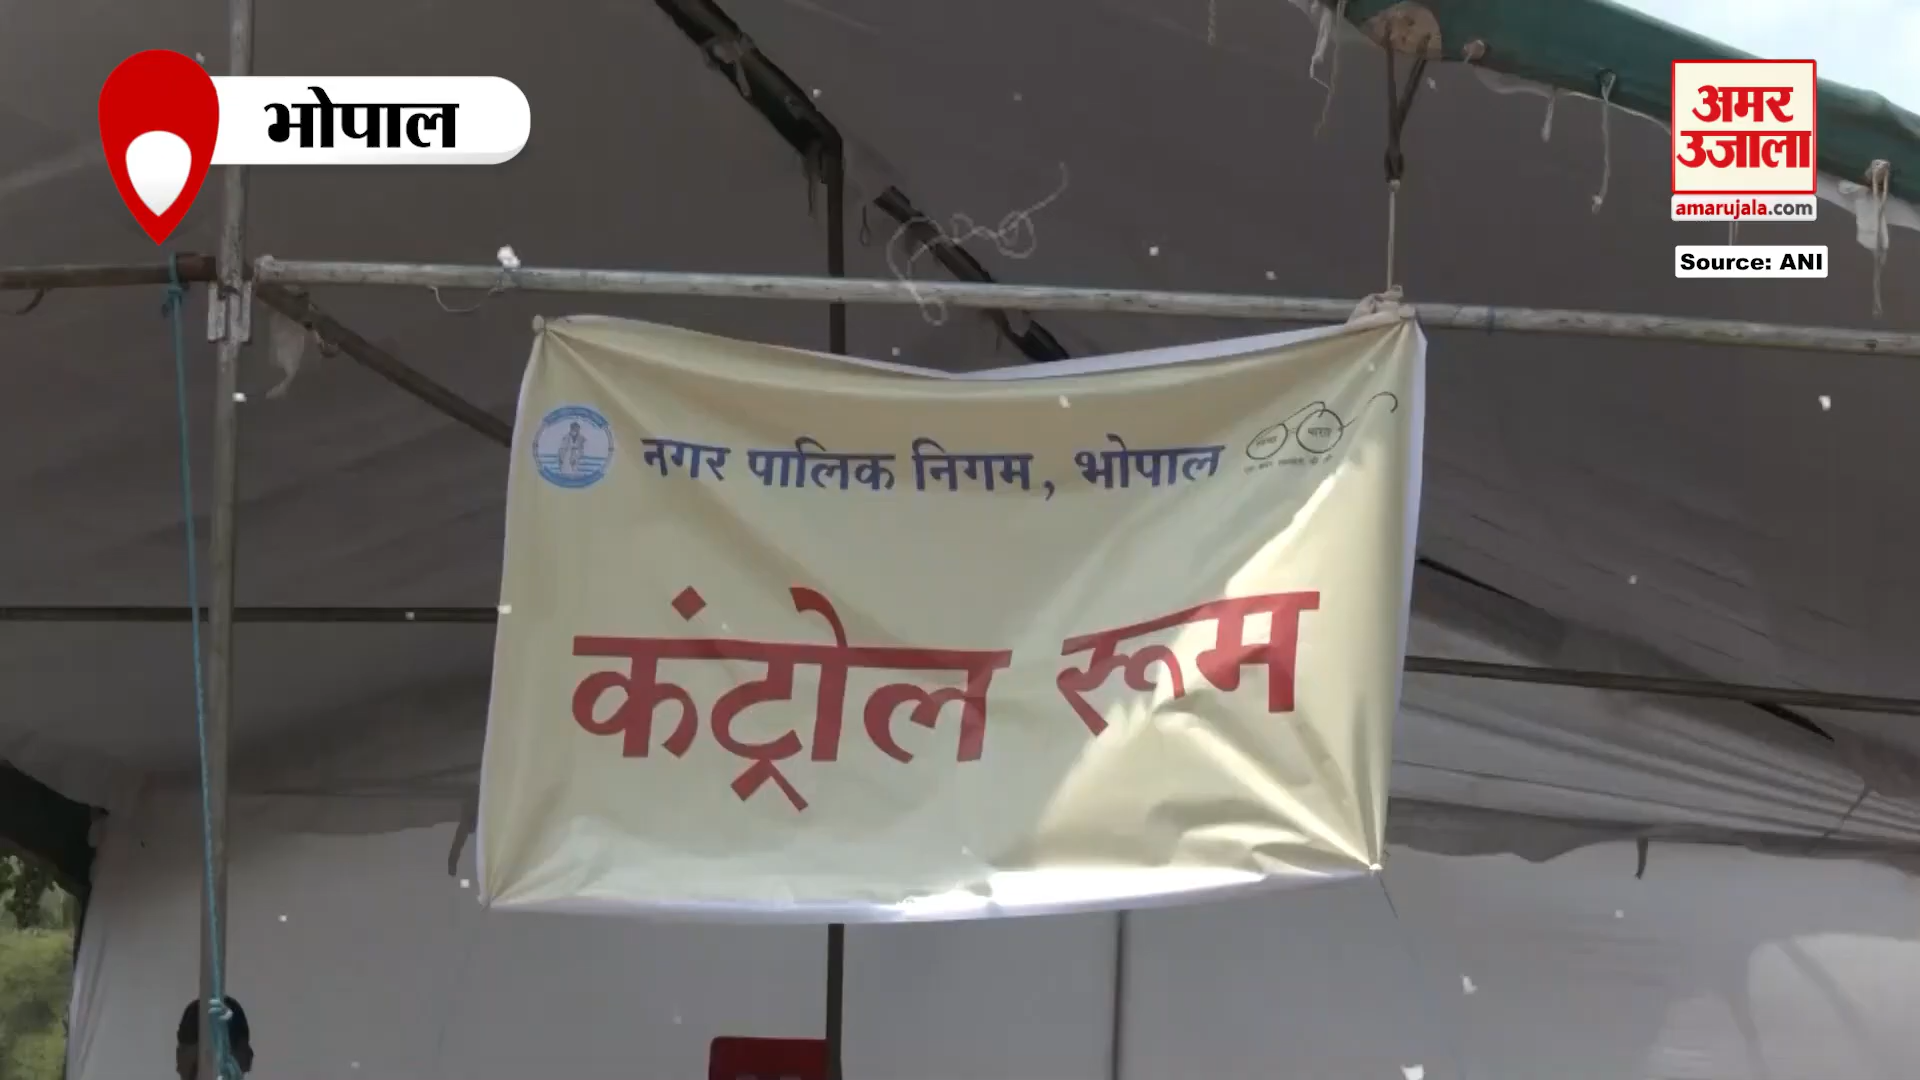 भोपाल
अमर
उजाला
amarujala.com
Source: ANI
नगर पालिक निगम, भोपाल
कंट्रोल रूम